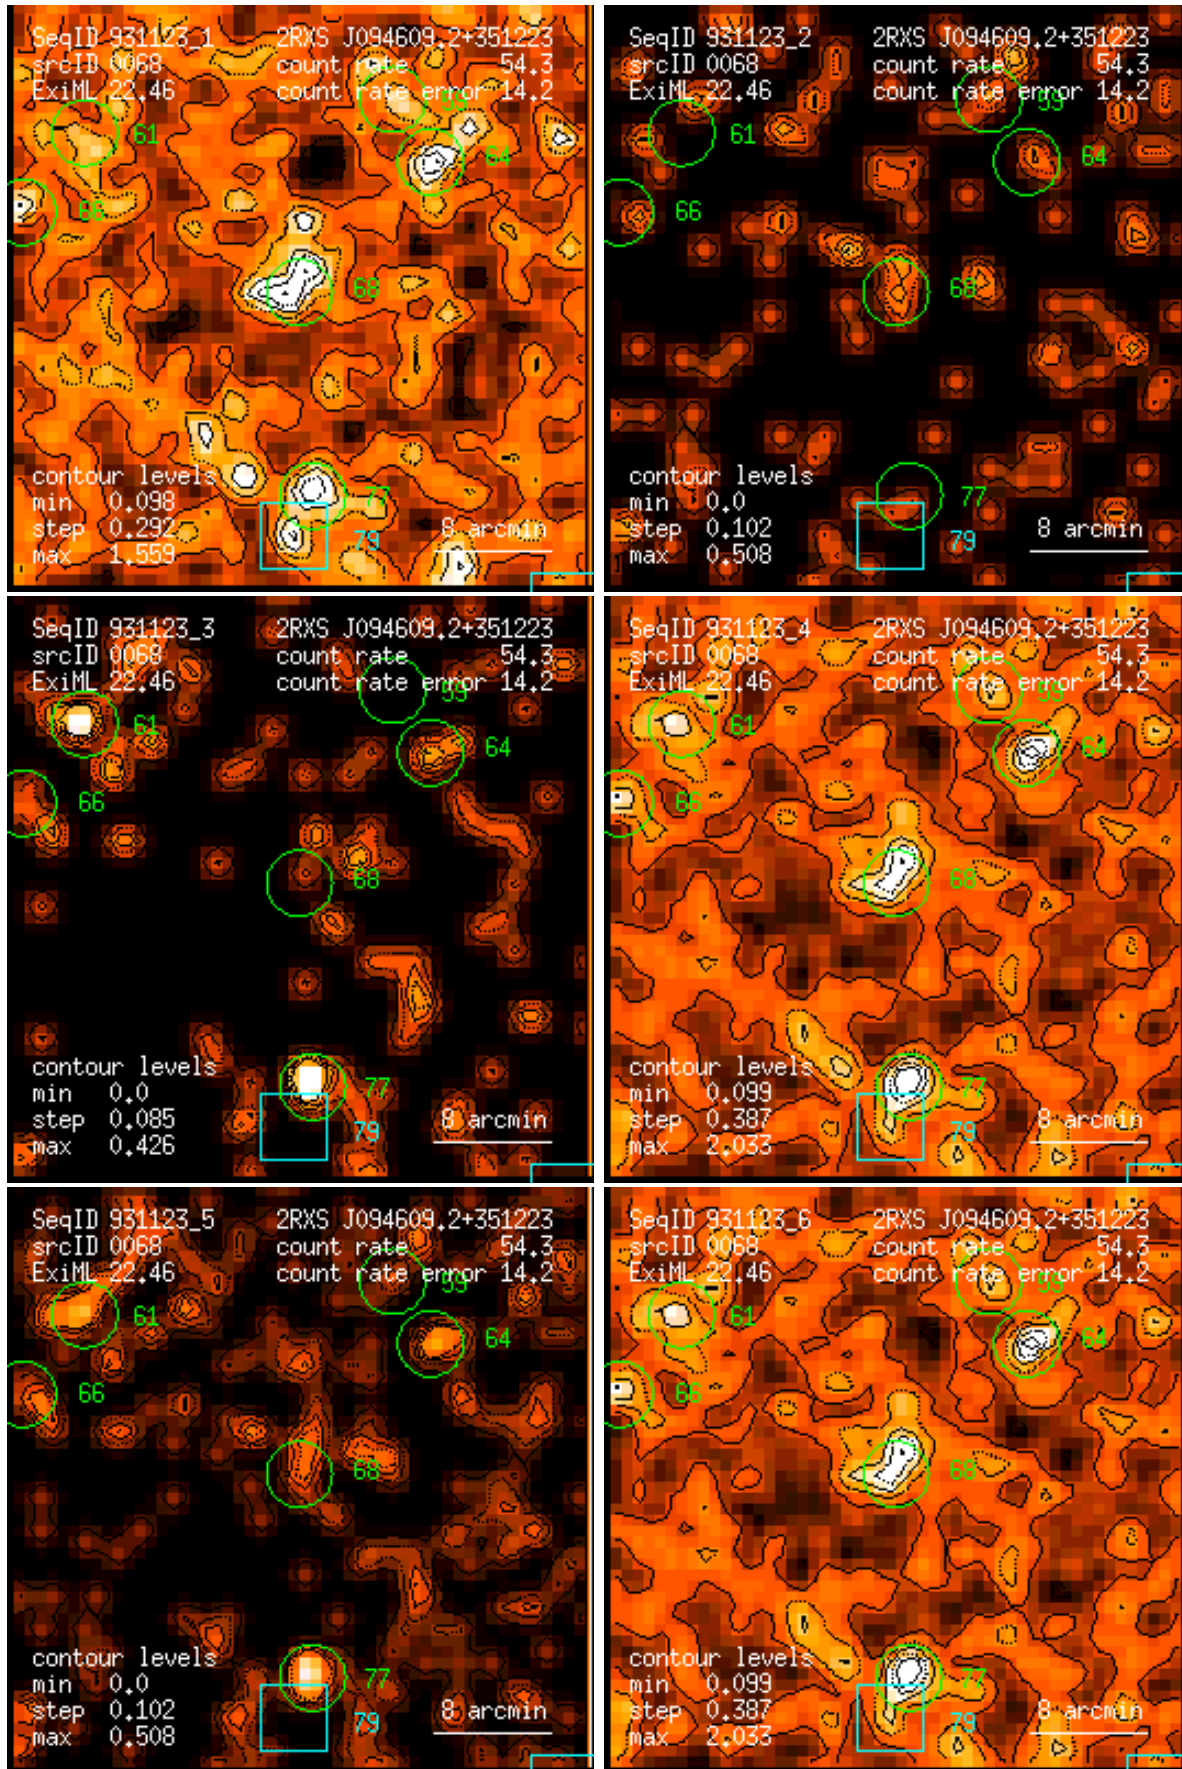 SeqID 931123_1 2RXS J094609.2+351223
srcID 0068 count rate 54.3
ExiML 22.46 count rate error 14.2
59
61
64
66
68
contour levels
min 0.098
77
step 0.292
8 arcmin
79
max 1.559
SeqID 931123_2 2RXS J094609.2+351223
srcID 0068 count rate 54.3
ExiML 22.46 count rate error 14.2
59
61
64
66
68
contour levels
min 0.0
77
step 0.102
8 arcmin
79
max 0.508
SeqID 931123_3 2RXS J094609.2+351223
srcID 0068 count rate 54.3
ExiML 22.46 count rate error 14.2
59
61
64
66
68
contour levels
min 0.0
77
step 0.085
8 arcmin
79
max 0.426
SeqID 931123_4 2RXS J094609.2+351223
srcID 0068 count rate 54.3
ExiML 22.46 count rate error 14.2
59
61
64
66
68
contour levels
min 0.099
77
step 0.387
8 arcmin
79
max 2.033
SeqID 931123_5 2RXS J094609.2+351223
srcID 0068 count rate 54.3
ExiML 22.46 count rate error 14.2
59
61
64
66
68
contour levels
min 0.0
77
step 0.102
8 arcmin
79
max 0.508
SeqID 931123_6 2RXS J094609.2+351223
srcID 0068 count rate 54.3
ExiML 22.46 count rate error 14.2
59
61
64
66
68
contour levels
min 0.099
77
step 0.387
8 arcmin
79
max 2.033